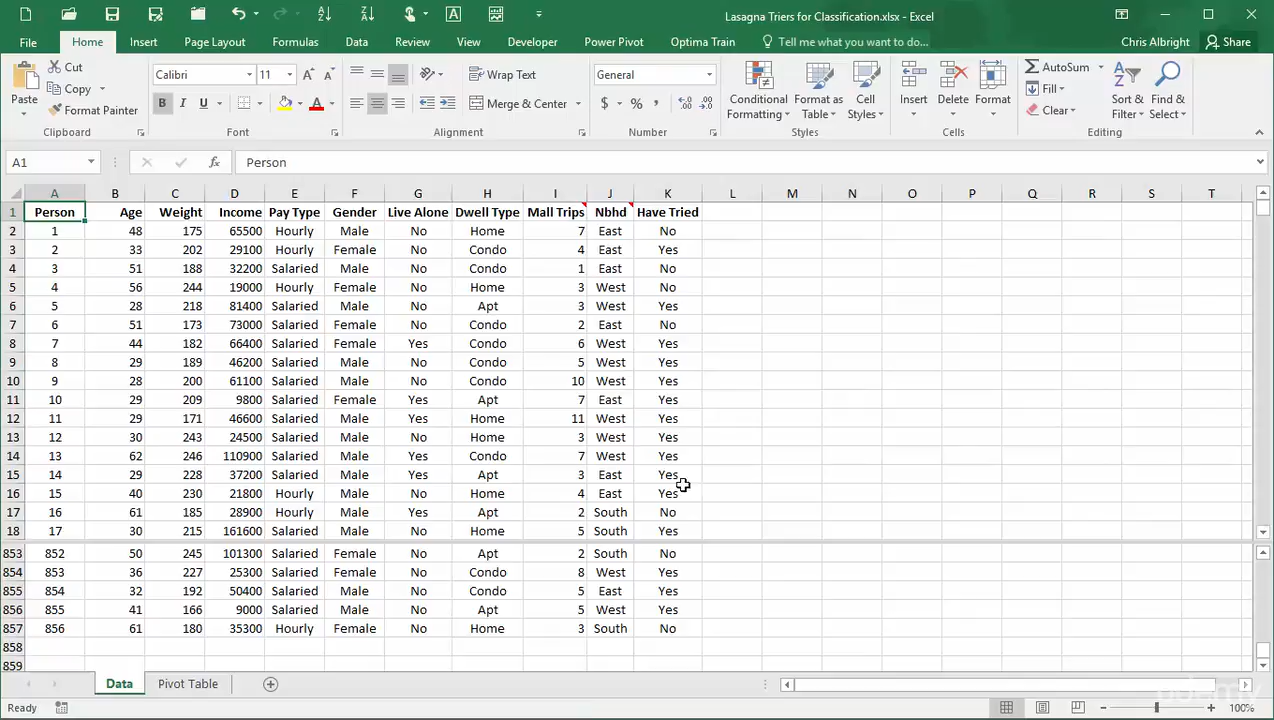 Lasagna Triers for Classification.xlsx — Excel
File Home Insert Page Layout Formulas Data Review View Developer Power Pivot Optima Train Tell me what you want to do... Chris Albright Share
Cut
Copy
Format Painter
Paste
Calibri 11
B I U
Wrap Text
Merge & Center
General
$ % ,
Conditional Formatting
Format as Table
Cell Styles
Insert
Delete
Format
AutoSum
Fill
Clear
Sort & Filter
Find & Select
Clipboard Font Alignment Number Styles Cells Editing
A1 fx Person
A B C D E F G H I J K L M N O P Q R S T
1 Person Age Weight Income Pay Type Gender Live Alone Dwell Type Mall Trips Nbhd Have Tried
2 1 48 175 65500 Hourly Male No Home 7 East No
3 2 33 202 29100 Hourly Female No Condo 4 East Yes
4 3 51 188 32200 Salaried Male No Condo 1 East No
5 4 56 244 19000 Hourly Female No Home 3 West No
6 5 28 218 81400 Salaried Male No Apt 3 West Yes
7 6 51 173 73000 Salaried Female No Condo 2 East No
8 7 44 182 66400 Salaried Female Yes Condo 6 West Yes
9 8 29 189 46200 Salaried Male No Condo 5 West Yes
10 9 28 200 61100 Salaried Male No Condo 10 West Yes
11 10 29 209 9800 Salaried Female Yes Apt 7 East Yes
12 11 29 171 46600 Salaried Male Yes Home 11 West Yes
13 12 30 243 24500 Salaried Male No Home 3 West Yes
14 13 62 246 110900 Salaried Male Yes Condo 7 West Yes
15 14 29 228 37200 Salaried Male Yes Apt 3 East Yes
16 15 40 230 21800 Hourly Male No Home 4 East Yes
17 16 61 185 28900 Hourly Male Yes Apt 2 South No
18 17 30 215 161600 Salaried Male No Home 5 South Yes
853 852 50 245 101300 Salaried Female No Apt 2 South No
854 853 36 227 25300 Salaried Female No Condo 8 West Yes
855 854 32 192 50400 Salaried Male No Condo 5 East Yes
856 855 41 166 9000 Salaried Male No Apt 5 West Yes
857 856 61 180 35300 Hourly Female No Home 3 South No
858
859
Data Pivot Table
udemy
Ready 100%